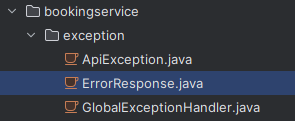 bookingservice
exception
ApiException.java
ErrorResponse.java
GlobalExceptionHandler.java